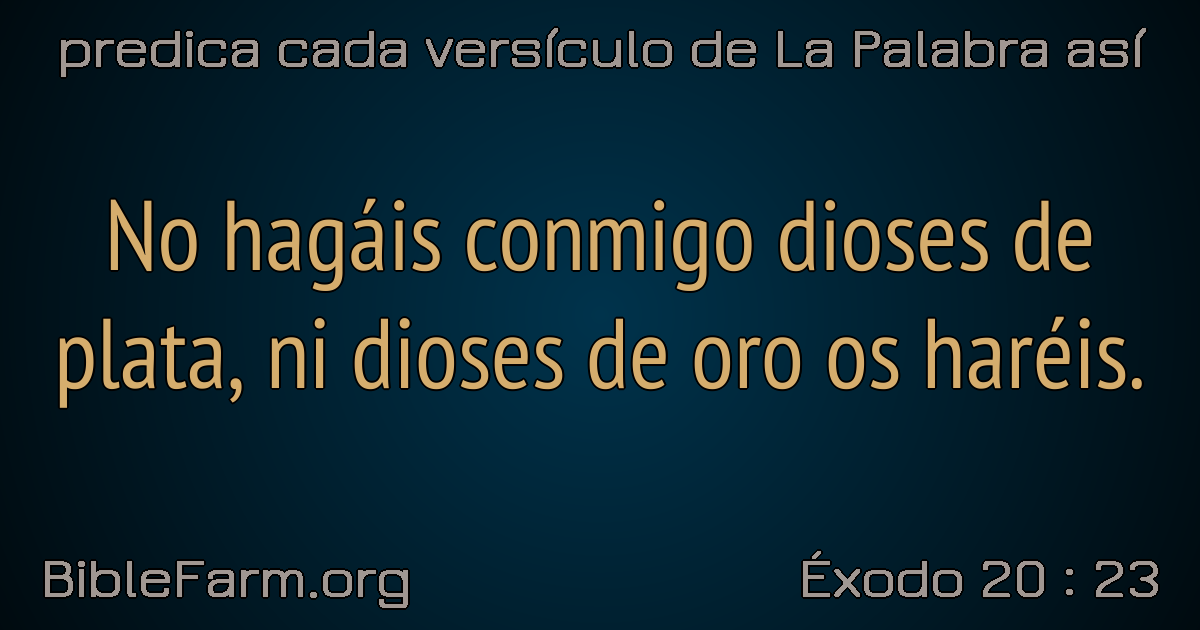 predica cada versículo de La Palabra así
No hagáis conmigo dioses de
plata, ni dioses de oro os haréis.
BibleFarm.org
Éxodo 20 : 23